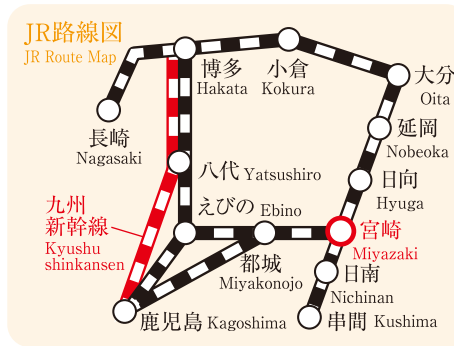 JR路線図
JR Route Map
博多
Hakata
小倉
Kokura
大分
Oita
長崎
Nagasaki
延岡
Nobeoka
八代 Yatsushiro
日向
Hyuga
九州
新幹線
Kyushu
shinkansen
えびの Ebino
宮崎
Miyazaki
都城
Miyakonojo
日南
Nichinan
鹿児島 Kagoshima
串間 Kushima